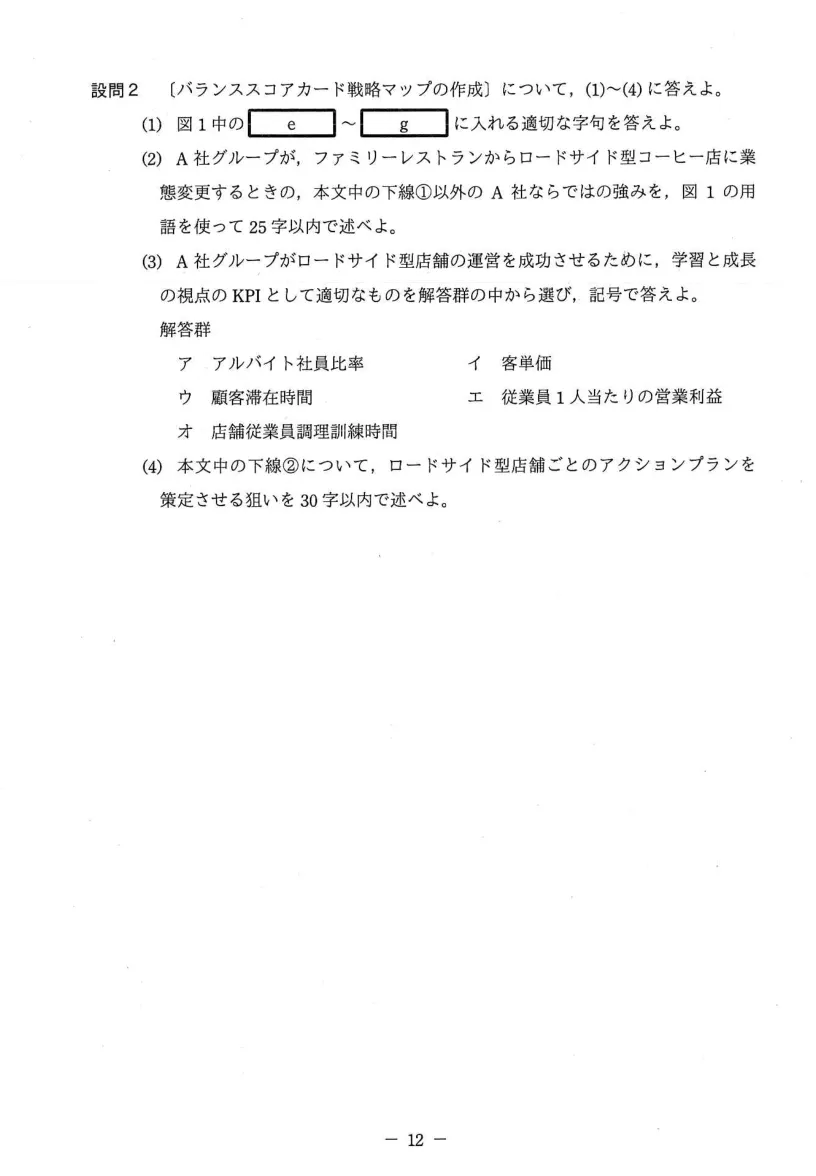 設問2 〔バランススコアカード戦略マップの作成〕について，(1)～(4)に答えよ。
(1) 図1中の e ～ g に入れる適切な字句を答えよ。
(2) A社グループが，ファミリーレストランからロードサイド型コーヒー店に業
態変更するときの，本文中の下線①以外の A 社ならではの強みを，図 1 の用
語を使って 25 字以内で述べよ。
(3) A社グループがロードサイド型店舗の運営を成功させるために，学習と成長
の視点の KPI として適切なものを解答群の中から選び，記号で答えよ。
解答群
ア アルバイト社員比率 イ 客単価
ウ 顧客滞在時間 エ 従業員1人当たりの営業利益
オ 店舗従業員調理訓練時間
(4) 本文中の下線②について，ロードサイド型店舗ごとのアクションプランを
策定させる狙いを 30 字以内で述べよ。
－ 12 －